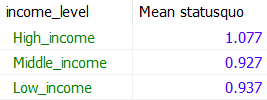 income_level Mean statusquo
High_income 1.077
Middle_income 0.927
Low_income 0.937